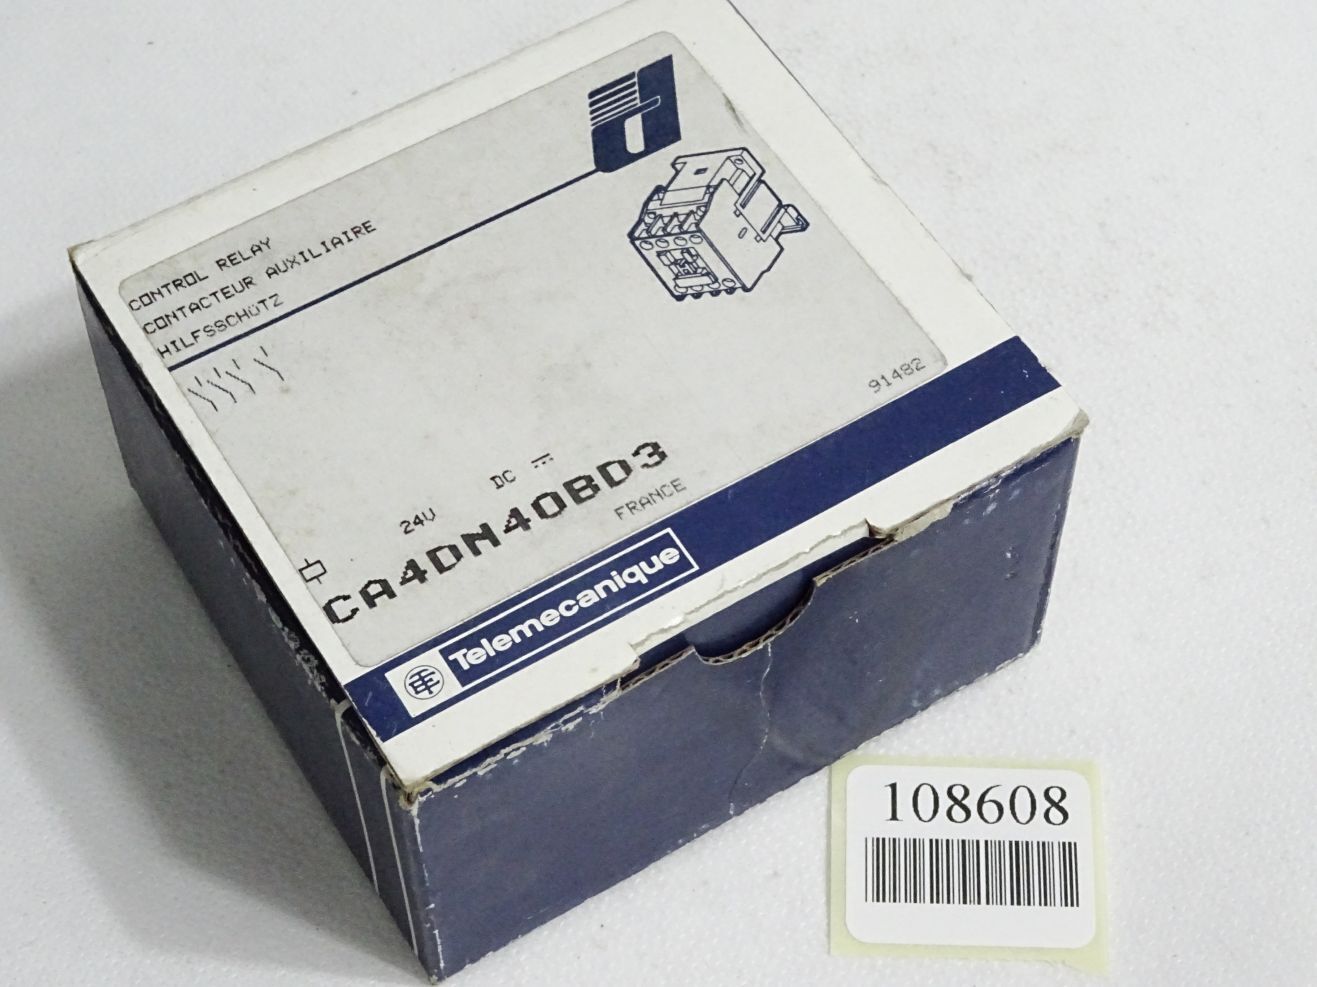 CONTROL RELAY
CONTACTEUR AUXILIAIRE
HILFSSCHÜTZ
91482
24V DC
CA4DN40BD3
FRANCE
Telemecanique
108608